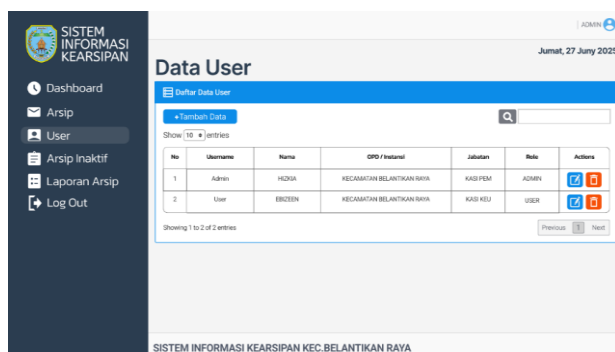 SISTEM
INFORMASI
KEARSIPAN
ADMIN
Jumat, 27 Juny 2025
Dashboard
Arsip
User
Arsip Inaktif
Laporan Arsip
Log Out
Data User
Daftar Data User
+Tambah Data
Show 10 entries
No Username Nama OPD / Instansi Jabatan Role Actions
1 Admin HIZKIA KECAMATAN BELANTIKAN RAYA KASI PEM ADMIN
2 User EBIZEEN KECAMATAN BELANTIKAN RAYA KASI KEU USER
Showing 1 to 2 of 2 entries
Previous 1 Next
SISTEM INFORMASI KEARSIPAN KEC.BELANTIKAN RAYA